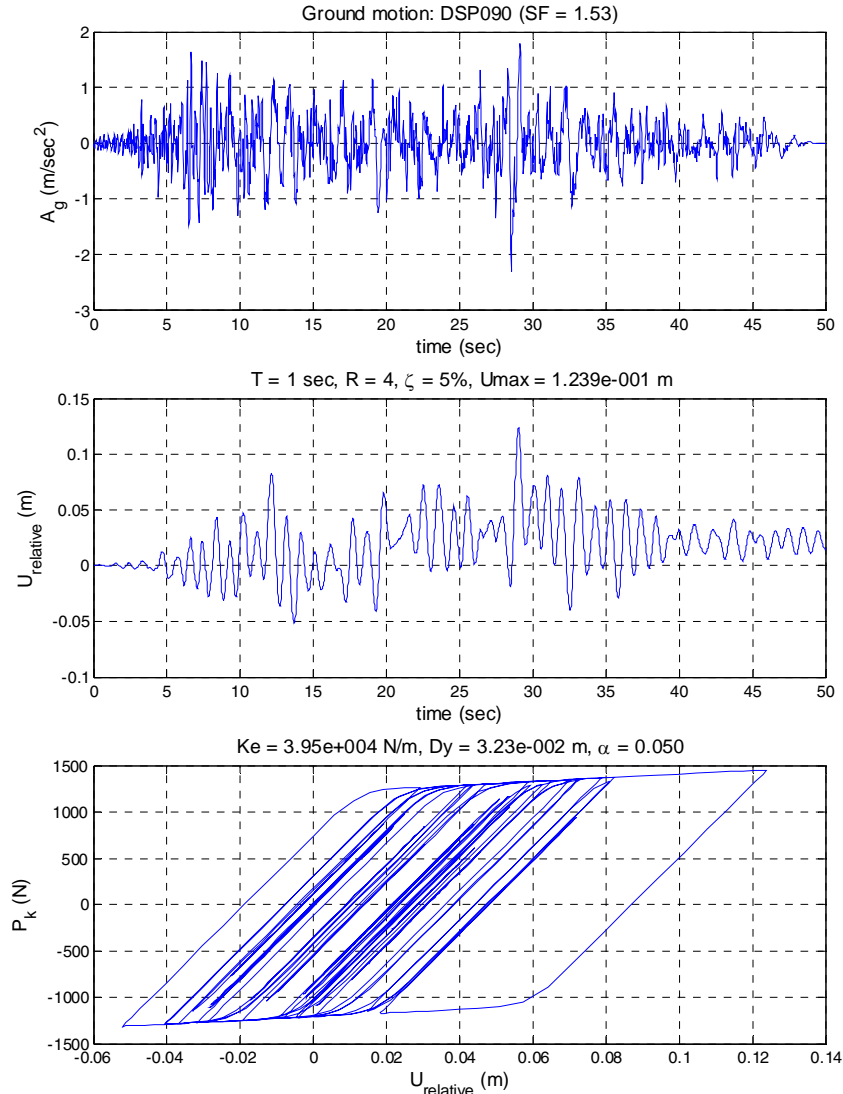 Ground motion: DSP090 (SF = 1.53)
2
1
0
-1
-2
-3
A_g (m/sec^2)
0 5 10 15 20 25 30 35 40 45 50
time (sec)
T = 1 sec, R = 4, ζ = 5%, Umax = 1.239e-001 m
0.15
0.1
0.05
0
-0.05
-0.1
U_relative (m)
0 5 10 15 20 25 30 35 40 45 50
time (sec)
Ke = 3.95e+004 N/m, Dy = 3.23e-002 m, α = 0.050
1500
1000
500
0
-500
-1000
-1500
P_k (N)
-0.06 -0.04 -0.02 0 0.02 0.04 0.06 0.08 0.1 0.12 0.14
U_relative (m)